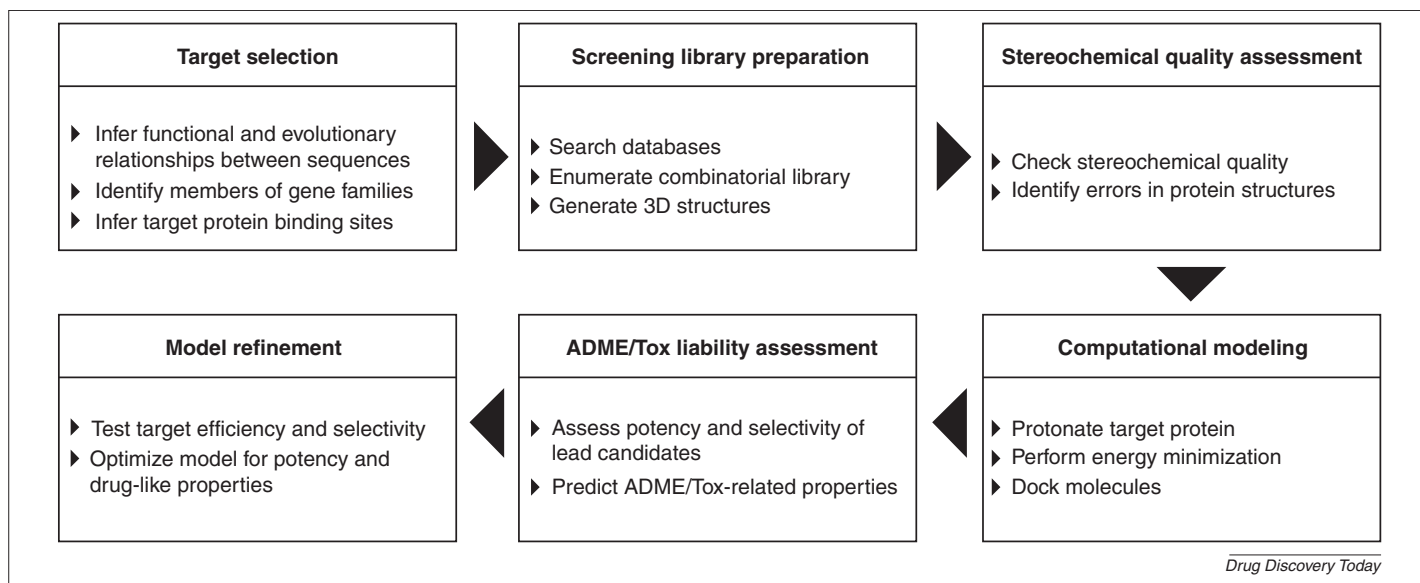 Target selection
Infer functional and evolutionary
relationships between sequences
Identify members of gene families
Infer target protein binding sites
Screening library preparation
Search databases
Enumerate combinatorial library
Generate 3D structures
Stereochemical quality assessment
Check stereochemical quality
Identify errors in protein structures
Model refinement
Test target efficiency and selectivity
Optimize model for potency and
drug-like properties
ADME/Tox liability assessment
Assess potency and selectivity of
lead candidates
Predict ADME/Tox-related properties
Computational modeling
Protonate target protein
Perform energy minimization
Dock molecules
Drug Discovery Today